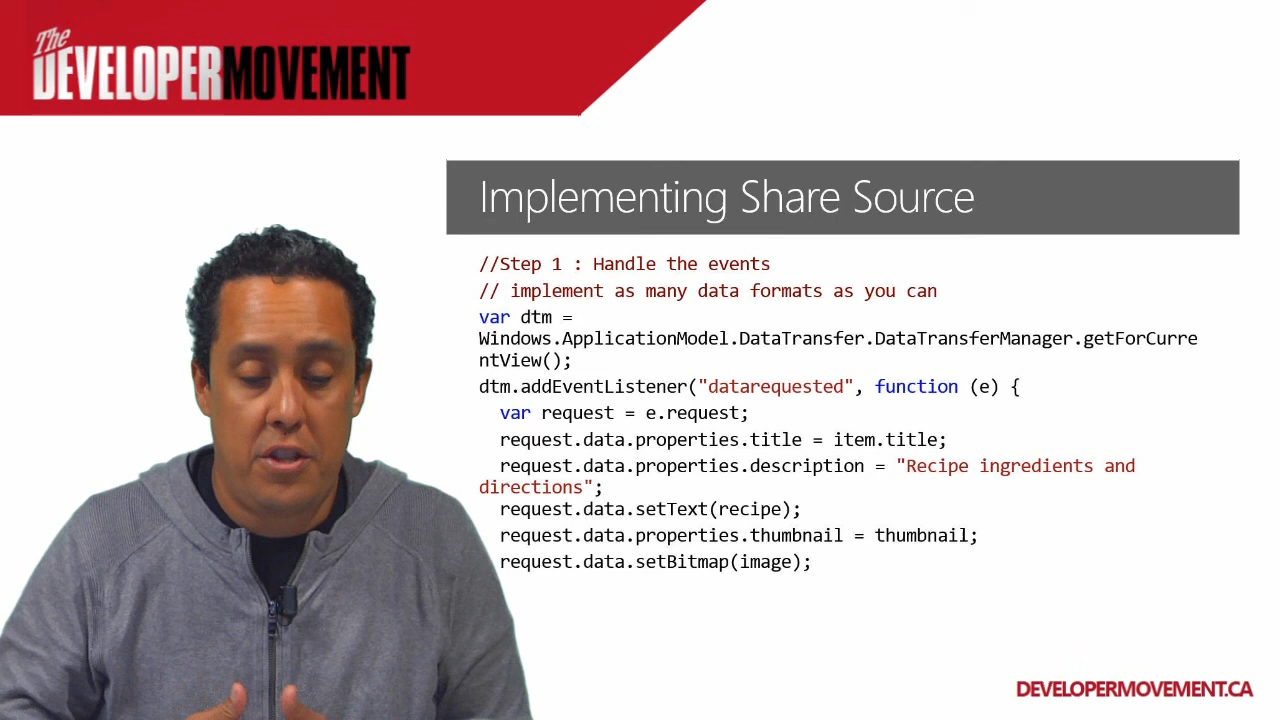 The
DEVELOPERMOVEMENT
Implementing Share Source
//Step 1 : Handle the events
// implement as many data formats as you can
var dtm =
Windows.ApplicationModel.DataTransfer.DataTransferManager.getForCurre
ntView();
dtm.addEventListener("datarequested", function (e) {
  var request = e.request;
  request.data.properties.title = item.title;
  request.data.properties.description = "Recipe ingredients and
directions";
  request.data.setText(recipe);
  request.data.properties.thumbnail = thumbnail;
  request.data.setBitmap(image);
DEVELOPERMOVEMENT.CA